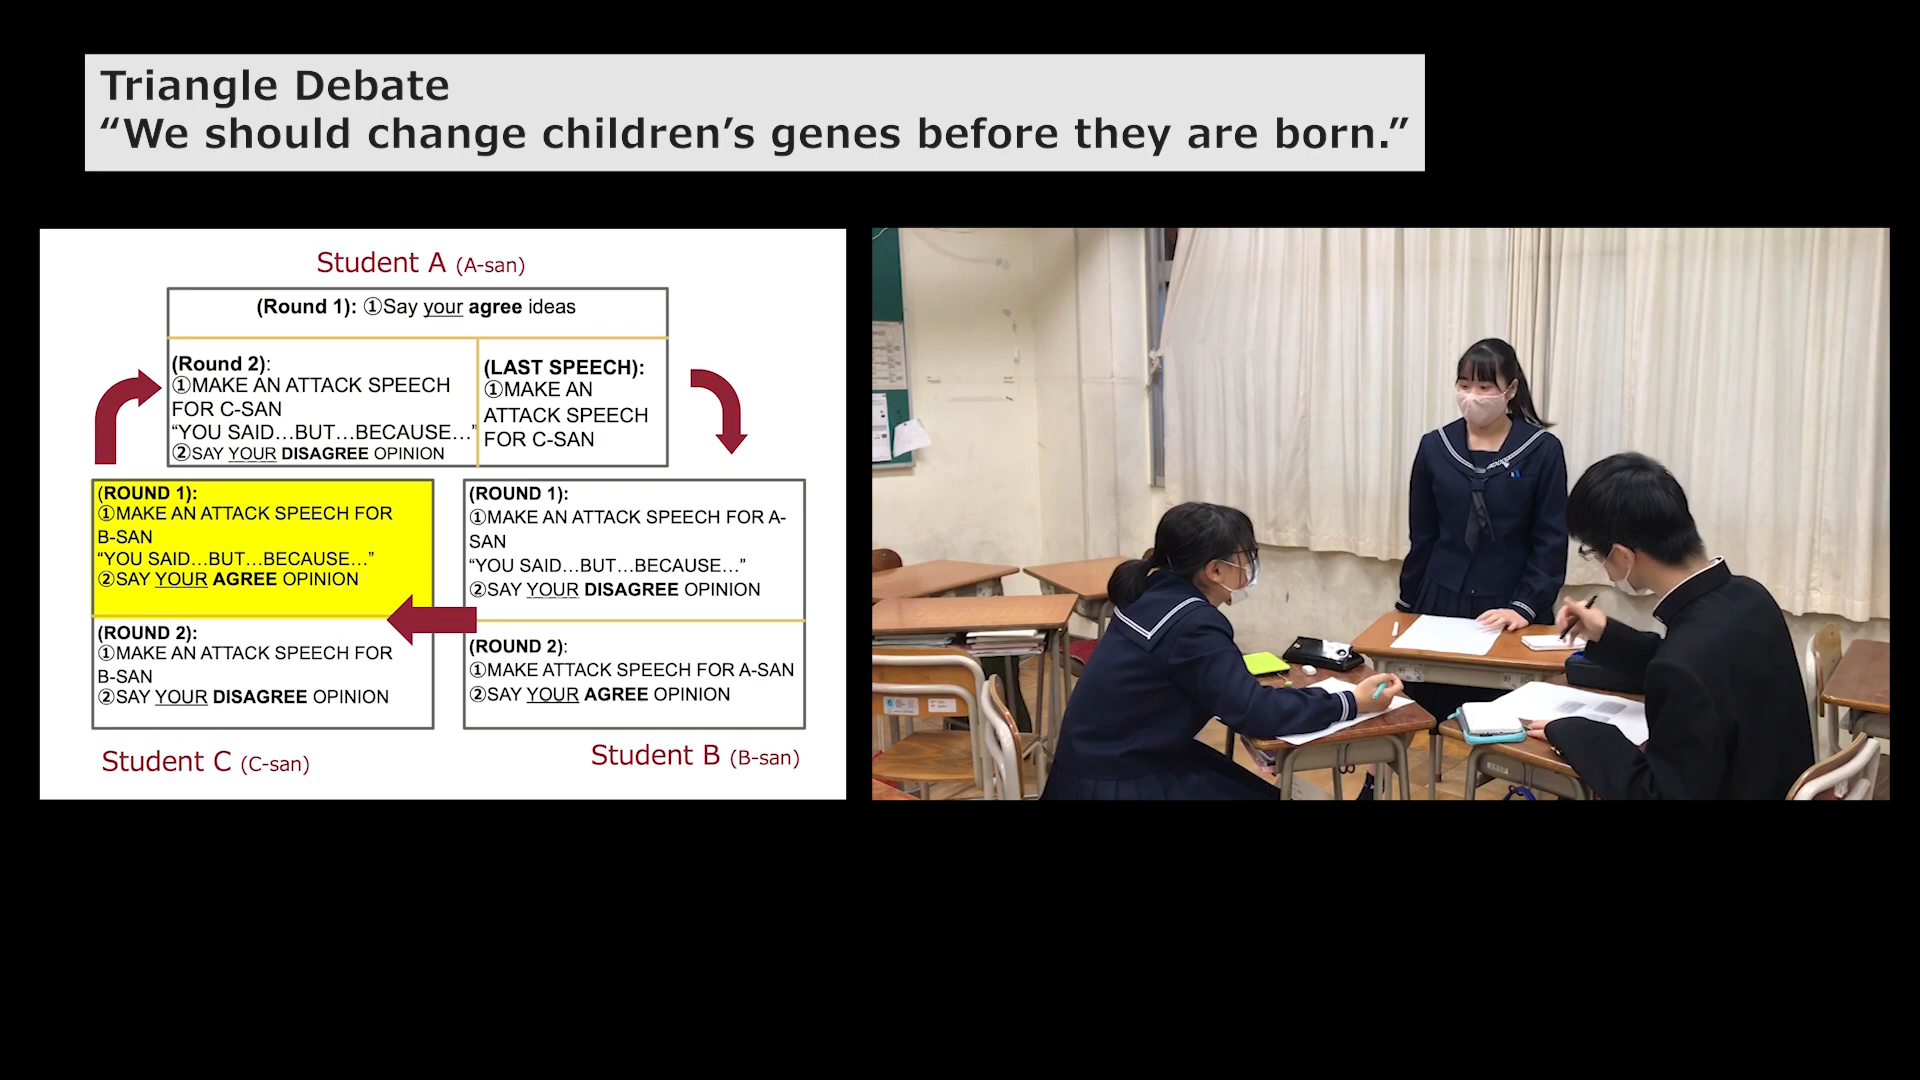 Triangle Debate
“We should change children’s genes before they are born.”
Student A (A-san)
(Round 1): ①Say your agree ideas
(Round 2):
①MAKE AN ATTACK SPEECH
FOR C-SAN
“YOU SAID…BUT…BECAUSE…”
②SAY YOUR DISAGREE OPINION
(LAST SPEECH):
①MAKE AN
ATTACK SPEECH
FOR C-SAN
(ROUND 1):
①MAKE AN ATTACK SPEECH FOR
B-SAN
“YOU SAID…BUT…BECAUSE…”
②SAY YOUR AGREE OPINION
(ROUND 2):
①MAKE AN ATTACK SPEECH FOR
B-SAN
②SAY YOUR DISAGREE OPINION
(ROUND 1):
①MAKE AN ATTACK SPEECH FOR A-
SAN
“YOU SAID…BUT…BECAUSE…”
②SAY YOUR DISAGREE OPINION
(ROUND 2):
①MAKE ATTACK SPEECH FOR A-SAN
②SAY YOUR AGREE OPINION
Student C (C-san)
Student B (B-san)